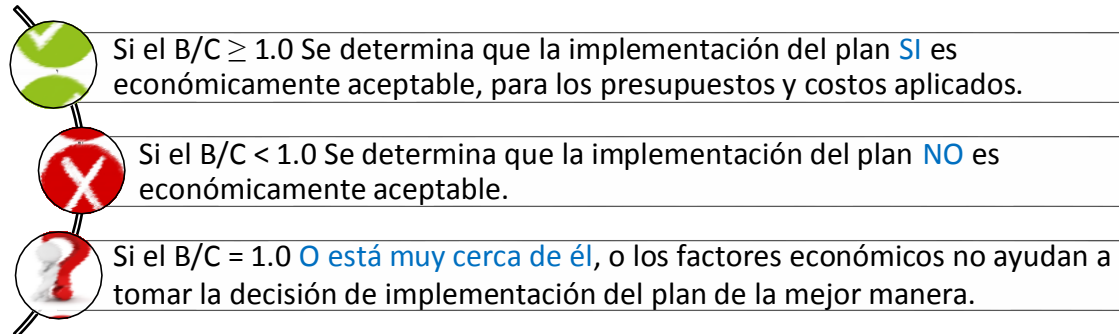 Si el B/C ≥ 1.0 Se determina que la implementación del plan SI es
económicamente aceptable, para los presupuestos y costos aplicados.
Si el B/C < 1.0 Se determina que la implementación del plan NO es
económicamente aceptable.
Si el B/C = 1.0 O está muy cerca de él, o los factores económicos no ayudan a
tomar la decisión de implementación del plan de la mejor manera.